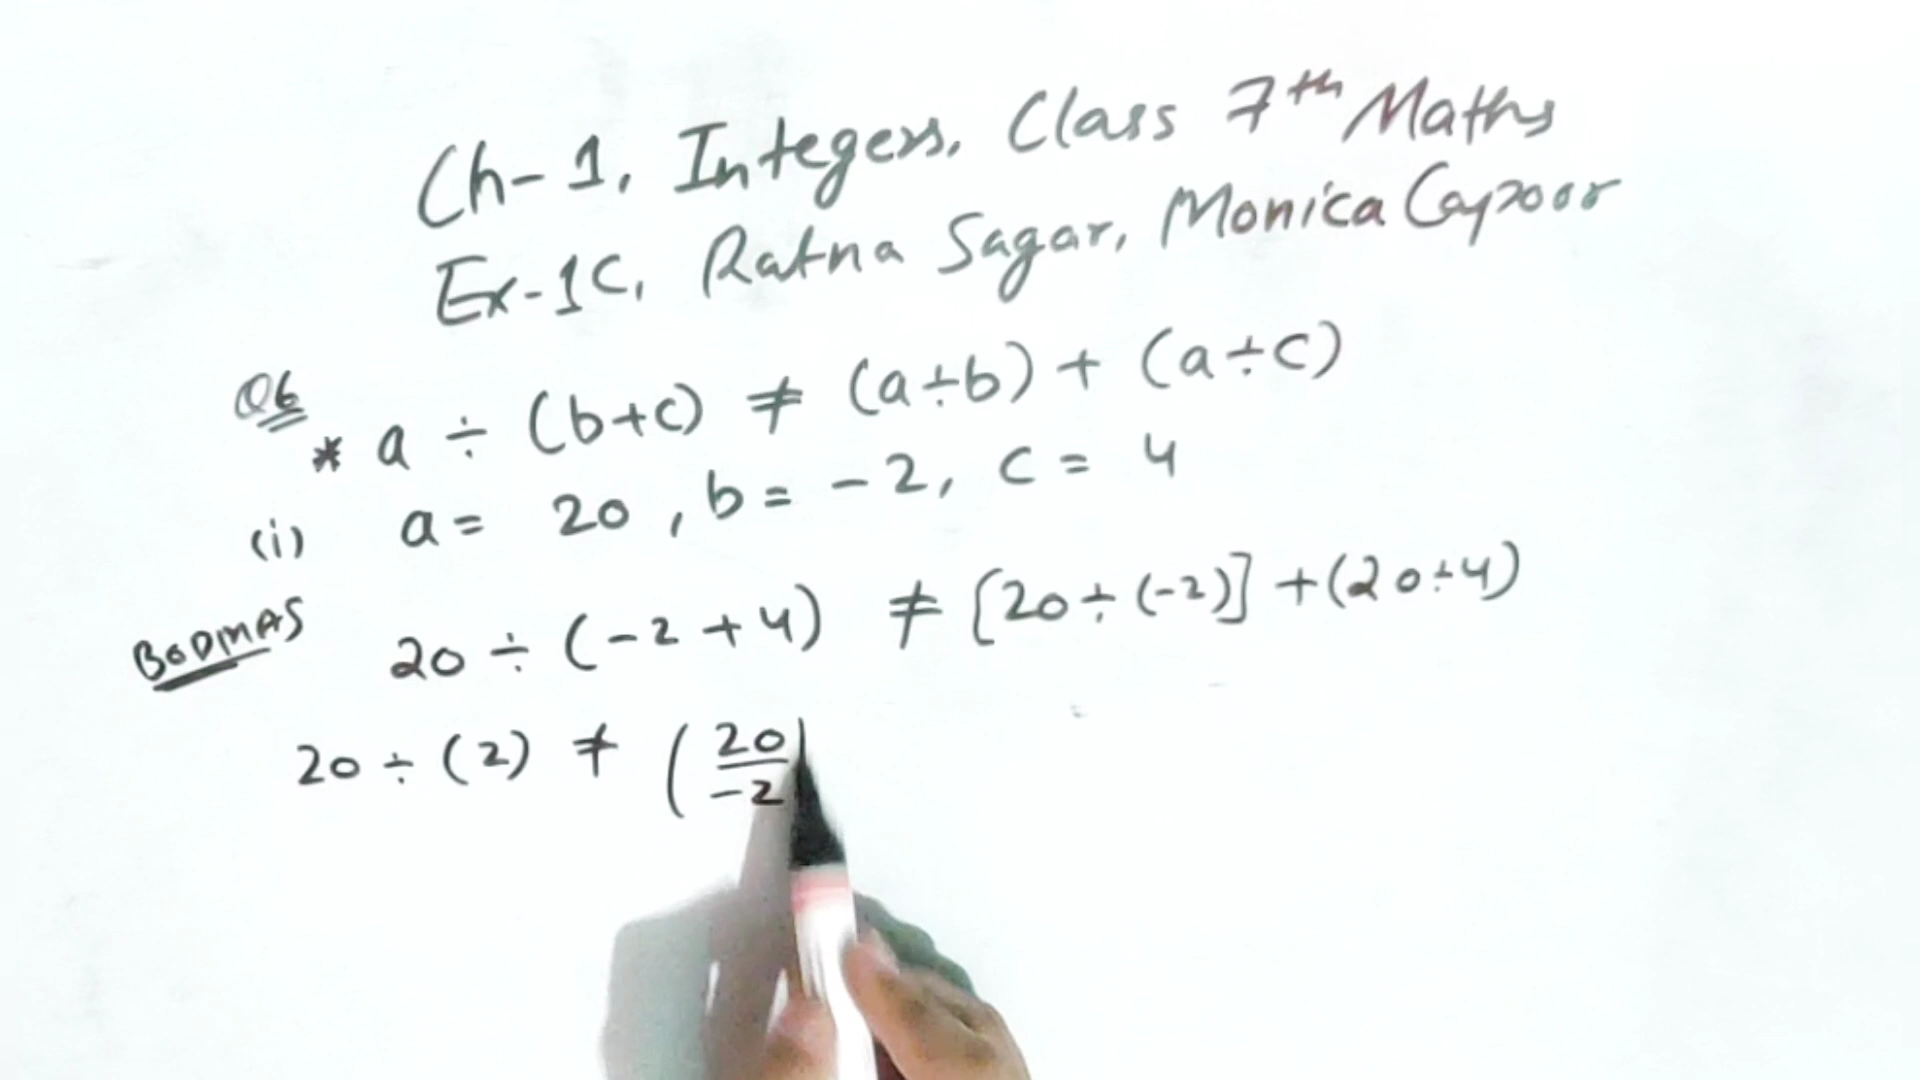 Ch-1, Integers, Class 7th Maths
Ex-1C, Ratna Sagar, Monica Capoor
Q6
* a ÷ (b+c) ≠ (a÷b) + (a÷c)
(i) a = 20, b = -2, c = 4
BODMAS 20 ÷ (-2 + 4) ≠ [20 ÷ (-2)] + (20÷4)
20 ÷ (2) ≠ (20/-2)